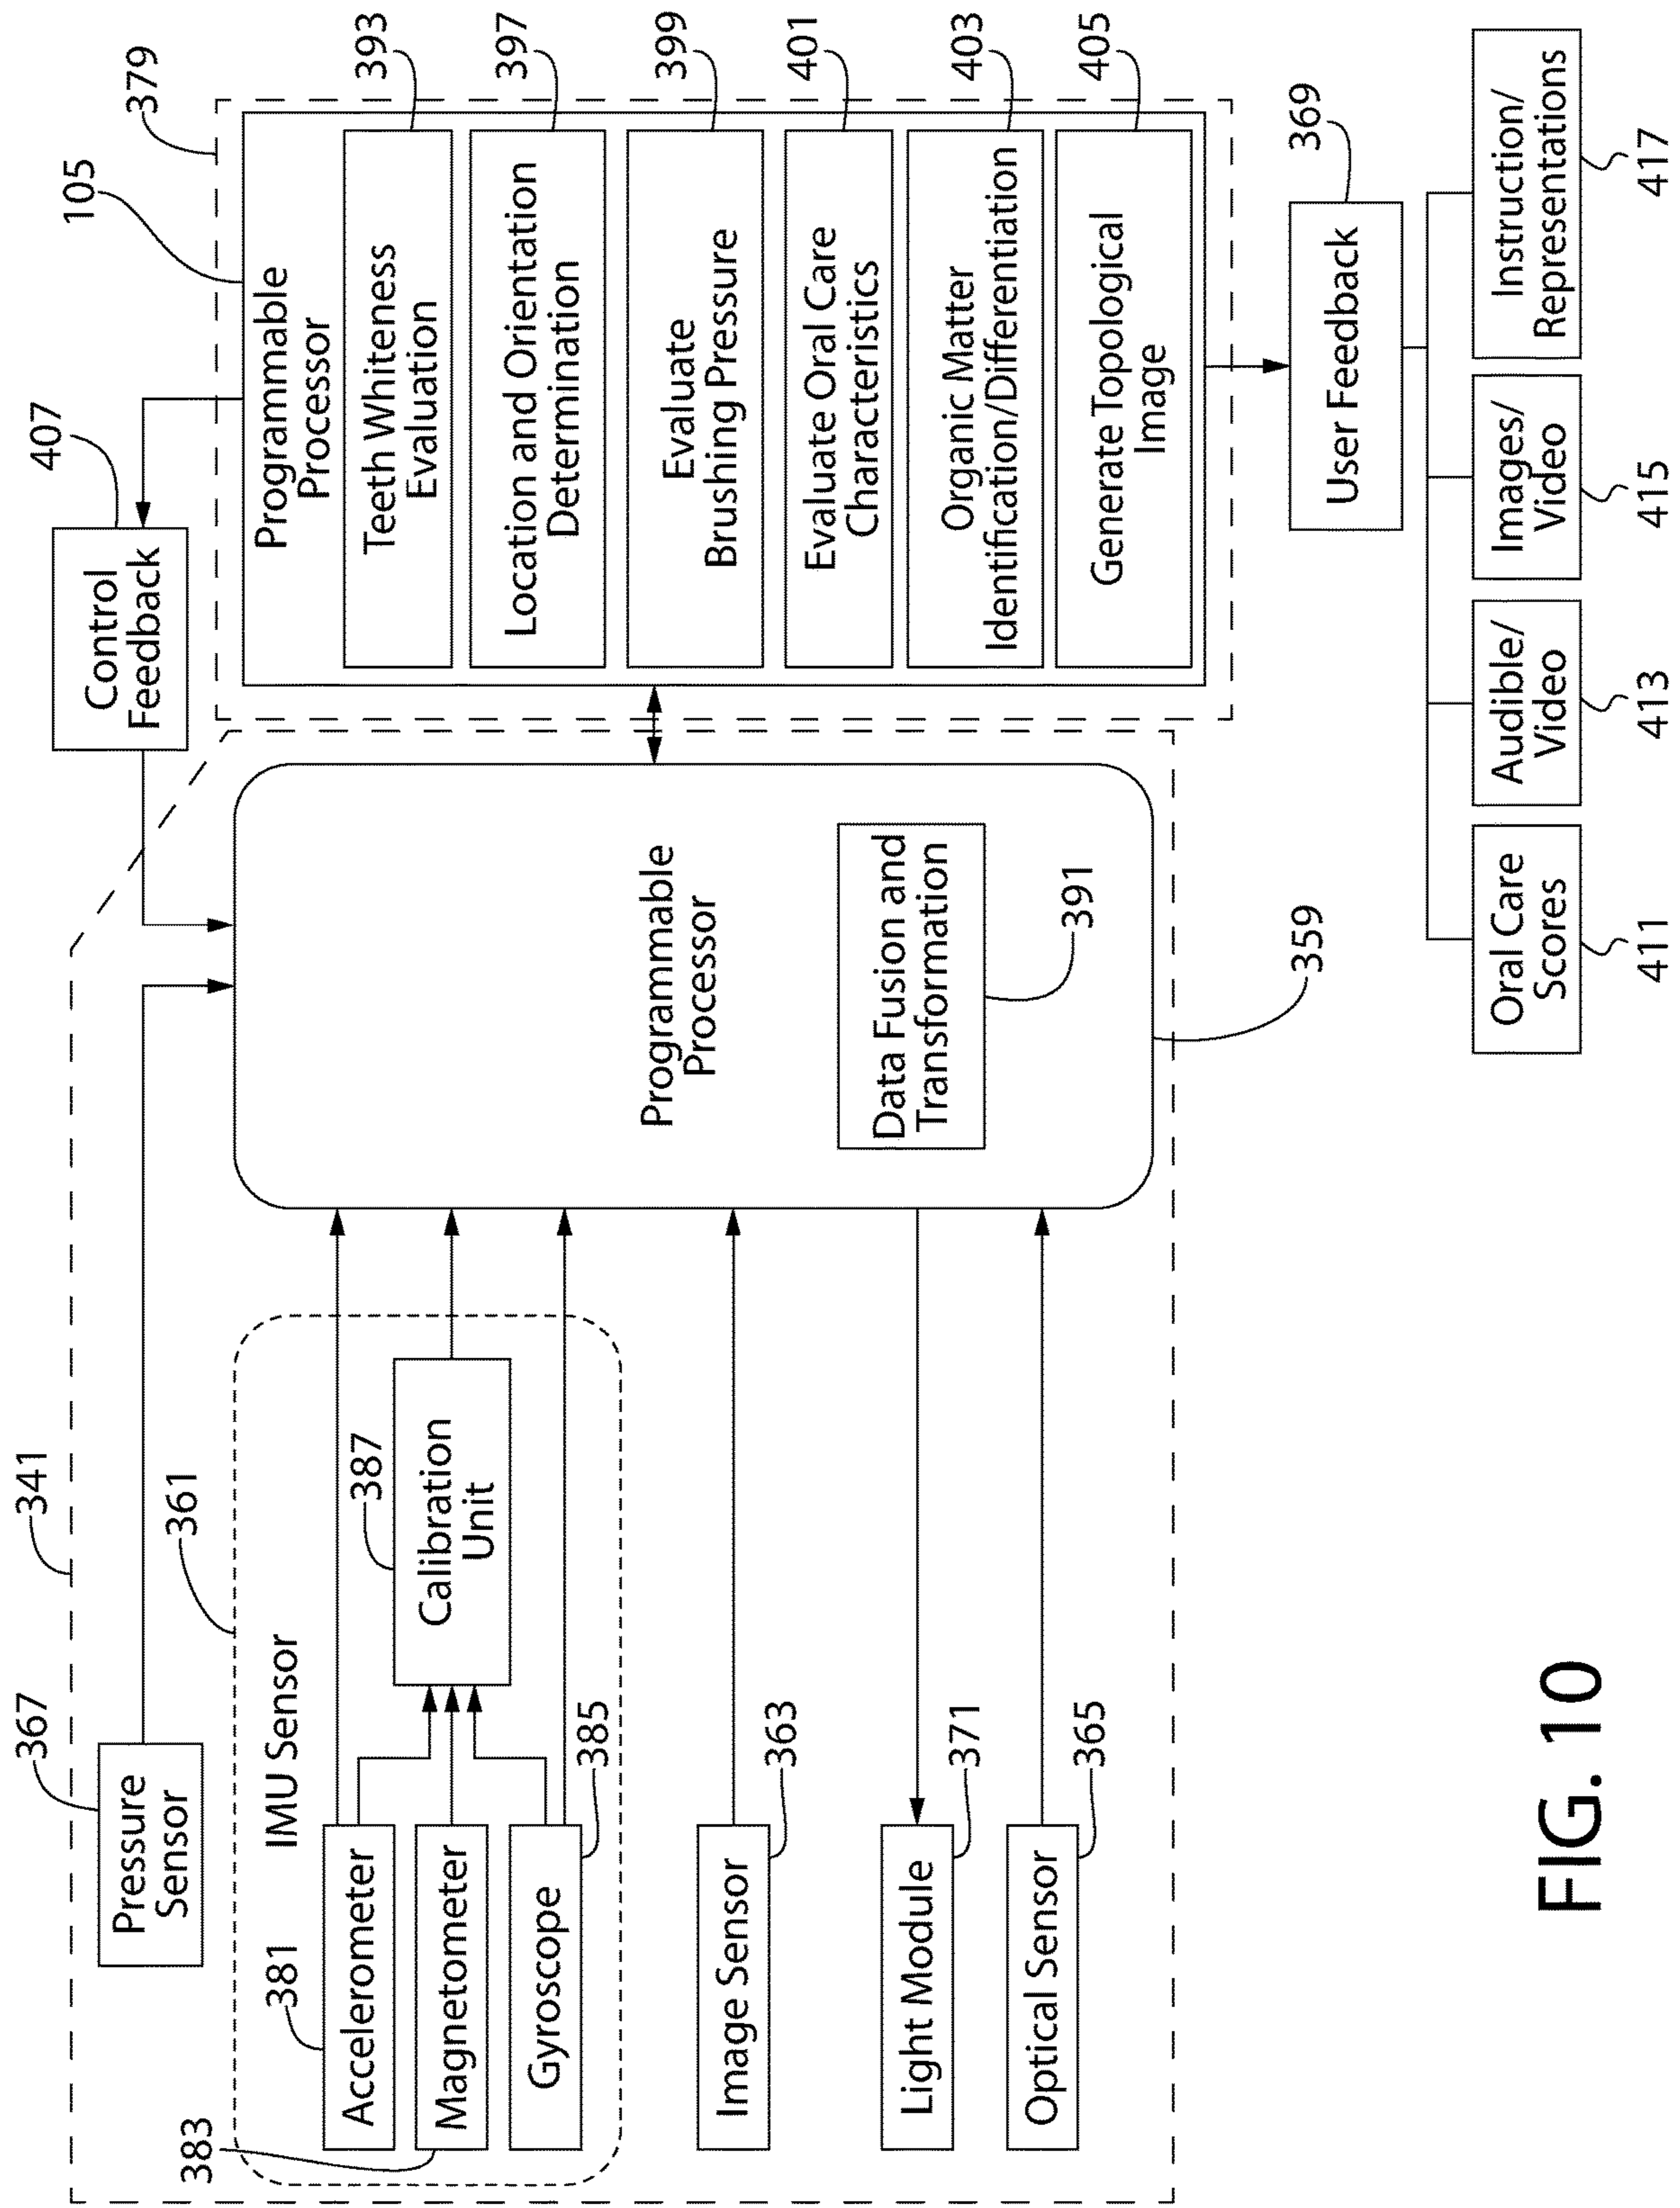 341
367
Pressure
Sensor
361
IMU Sensor
381
Accelerometer
383
Magnetometer
Gyroscope
385
387
Calibration
Unit
Image Sensor
363
Light Module
371
Optical Sensor
365
Programmable
Processor
Data Fusion and
Transformation
391
359
407
Control
Feedback
105
379
Programmable
Processor
Teeth Whiteness
Evaluation
393
Location and Orientation
Determination
397
Evaluate
Brushing Pressure
399
Evaluate Oral Care
Characteristics
401
Organic Matter
Identification/Differentiation
403
Generate Topological
Image
405
User Feedback
369
Oral Care
Scores
411
Audible/
Video
413
Images/
Video
415
Instruction/
Representations
417
FIG. 10